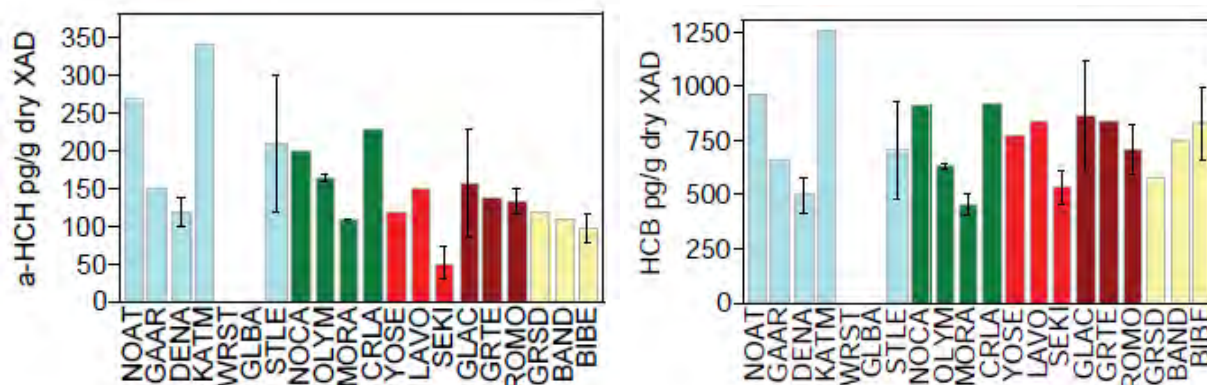 a-HCH pg/g dry XAD
350
300
250
200
150
100
50
0
NOAT
GAAR
DENA
KATM
WRST
GLBA
STLE
NOCA
OLYM
MORA
CRLA
YOSE
LAVO
SEKI
GLAC
GRTE
ROMO
GRSD
BAND
BIBE
HCB pg/g dry XAD
1250
1000
750
500
250
0
NOAT
GAAR
DENA
KATM
WRST
GLBA
STLE
NOCA
OLYM
MORA
CRLA
YOSE
LAVO
SEKI
GLAC
GRTE
ROMO
GRSD
BAND
BIBE